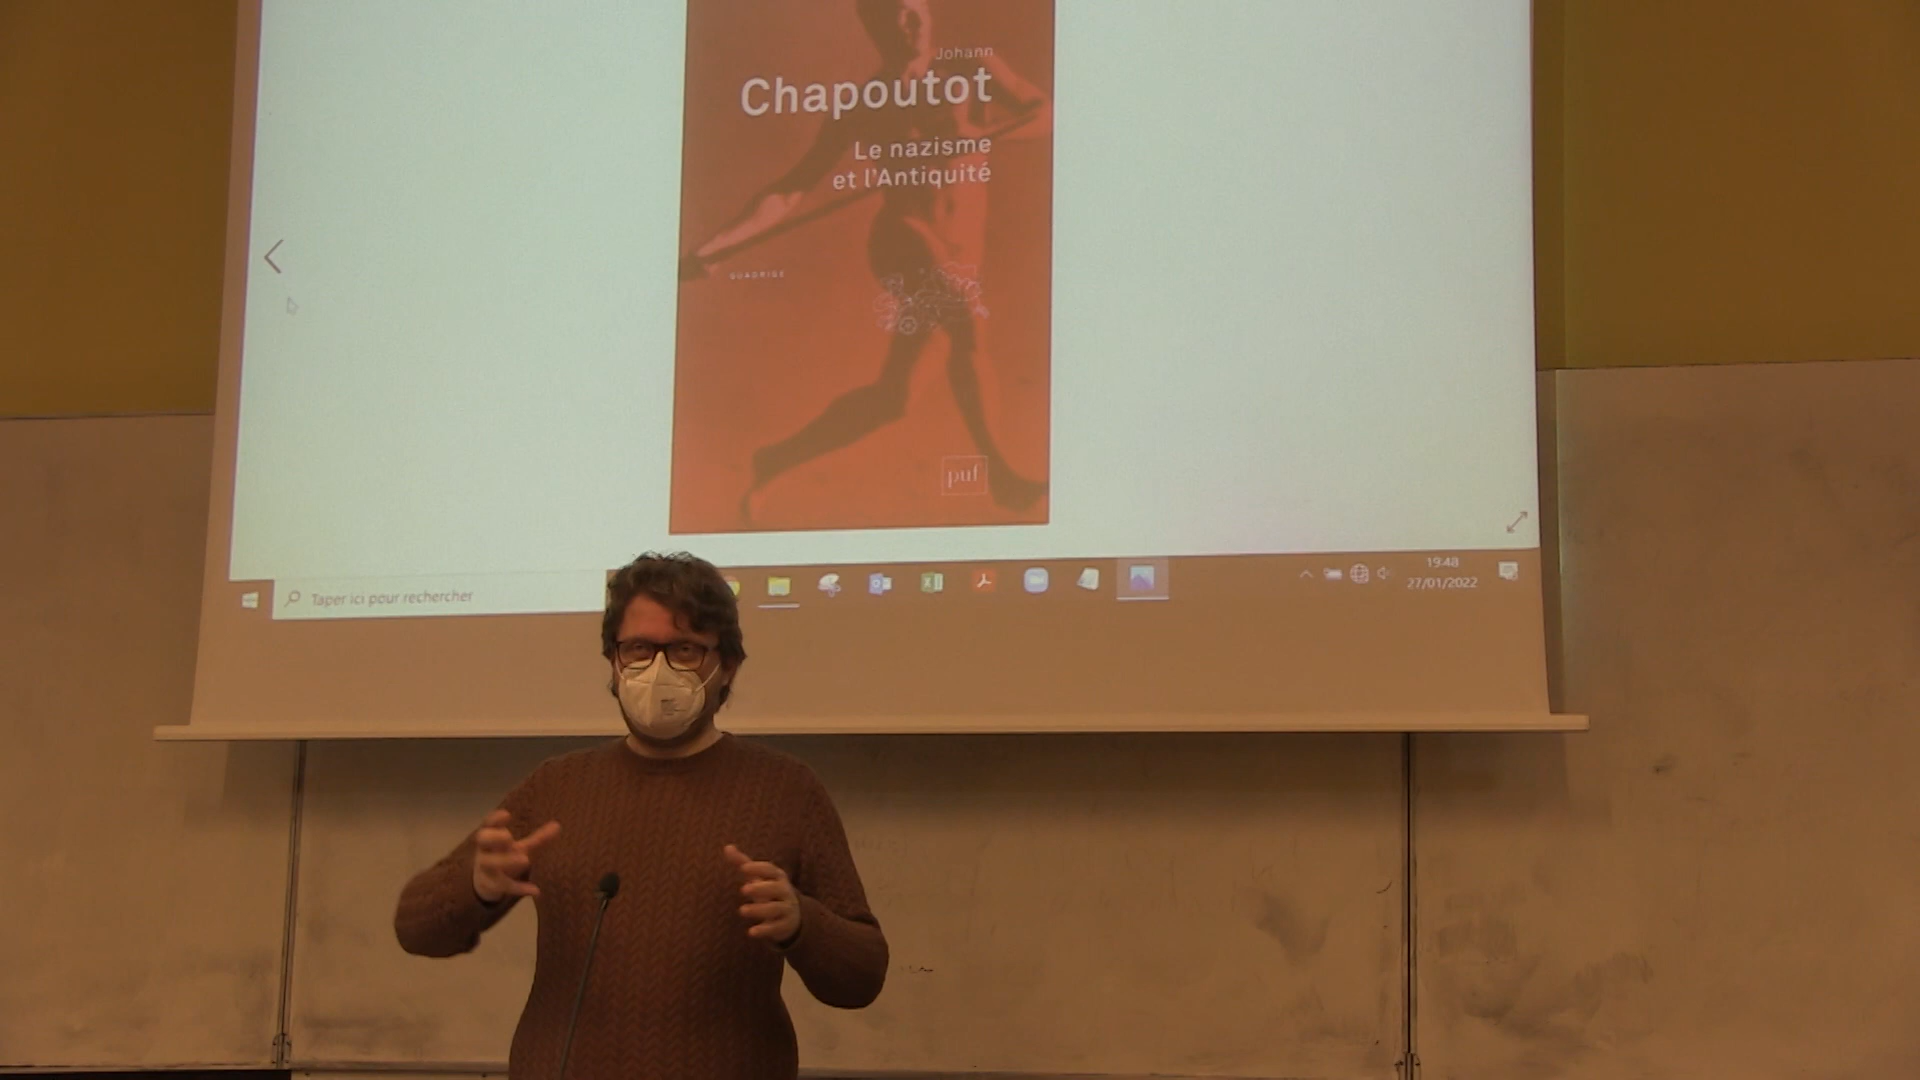 Johann
Chapoutot
Le nazisme
et l'Antiquité
QUADRIGE
puf
Taper ici pour rechercher
19:48
27/01/2022